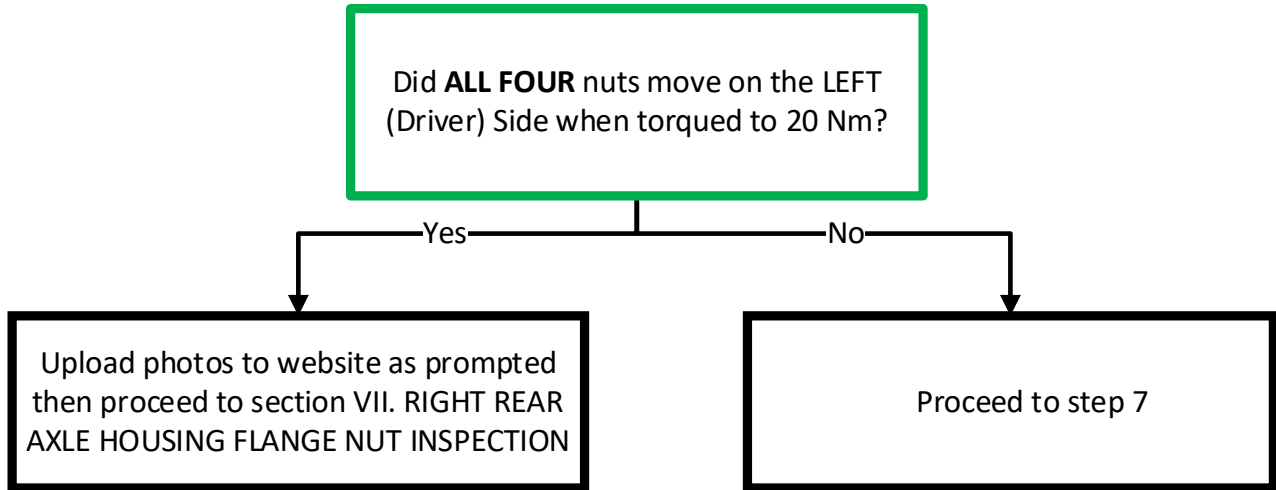 Did ALL FOUR nuts move on the LEFT
(Driver) Side when torqued to 20 Nm?
Yes
No
Upload photos to website as prompted
then proceed to section VII. RIGHT REAR
AXLE HOUSING FLANGE NUT INSPECTION
Proceed to step 7